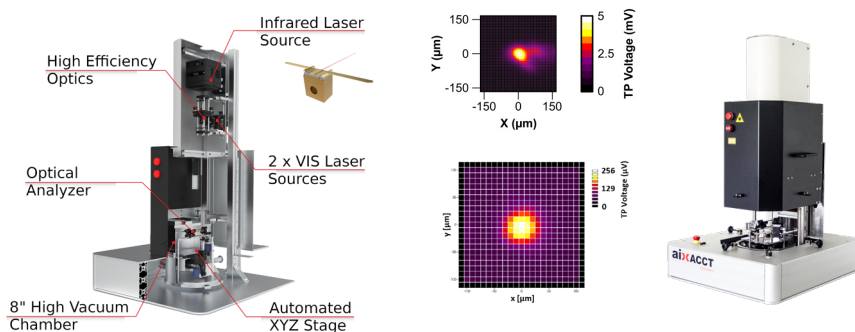 Infrared Laser
Source
High Efficiency
Optics
2 x VIS Laser
Sources
Optical
Analyzer
8" High Vacuum
Chamber
Automated
XYZ Stage
150
0
-150
Y (µm)
-150
0
150
X (µm)
5
2.5
0
TP Voltage (mV)
y [µm]
x [µm]
256
129
0
TP Voltage (µV)
aixACCT